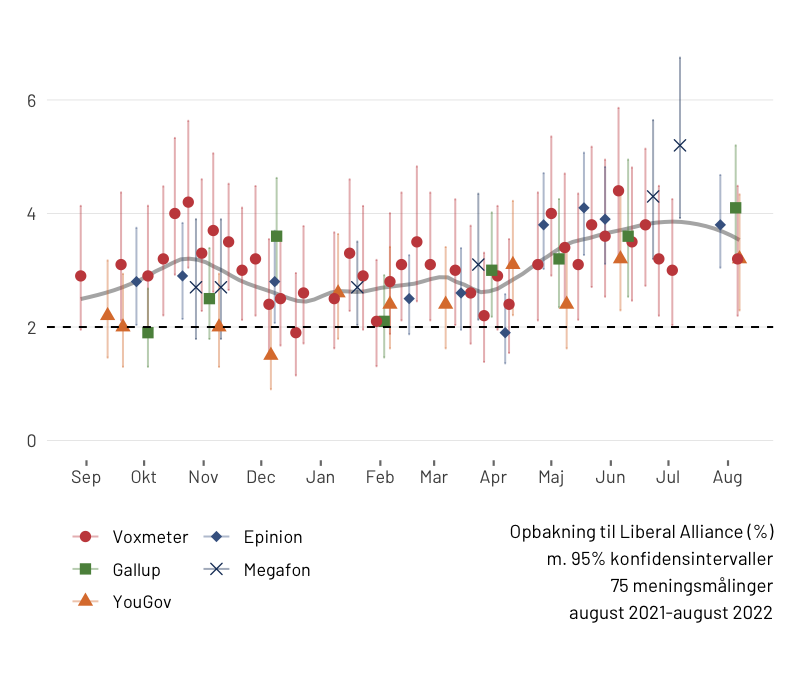 6
4
2
0
Sep Okt Nov Dec Jan Feb Mar Apr Maj Jun Jul Aug
Voxmeter Epinion
Gallup Megafon
YouGov
Opbakning til Liberal Alliance (%)
m. 95% konfidensintervaller
75 meningsmålinger
august 2021-august 2022